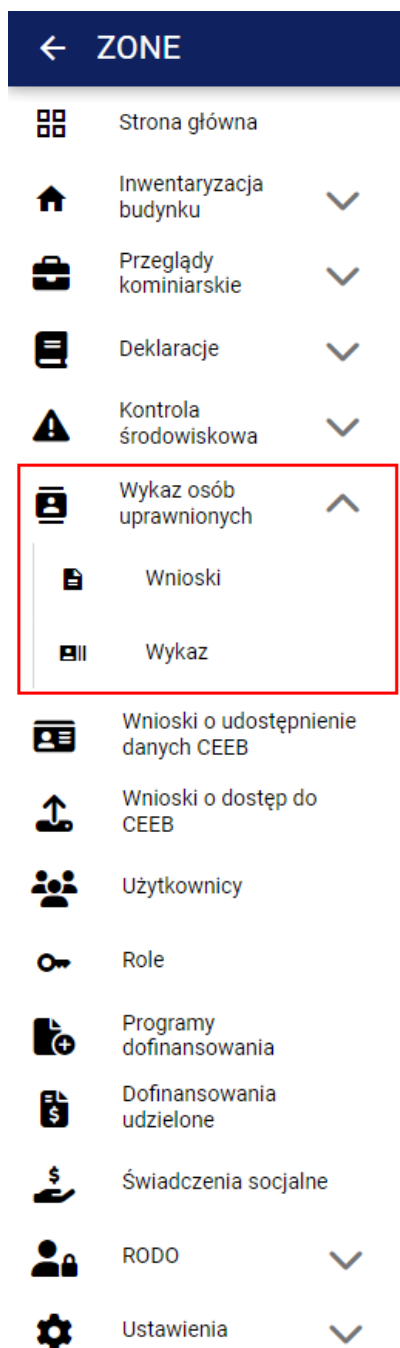 ZONE
Strona główna
Inwentaryzacja
budynku
Przeglądy
kominiarskie
Deklaracje
Kontrola
środowiskowa
Wykaz osób
uprawnionych
Wnioski
Wykaz
Wnioski o udostępnienie
danych CEEB
Wnioski o dostęp do
CEEB
Użytkownicy
Role
Programy
dofinansowania
Dofinansowania
udzielone
Świadczenia socjalne
RODO
Ustawienia